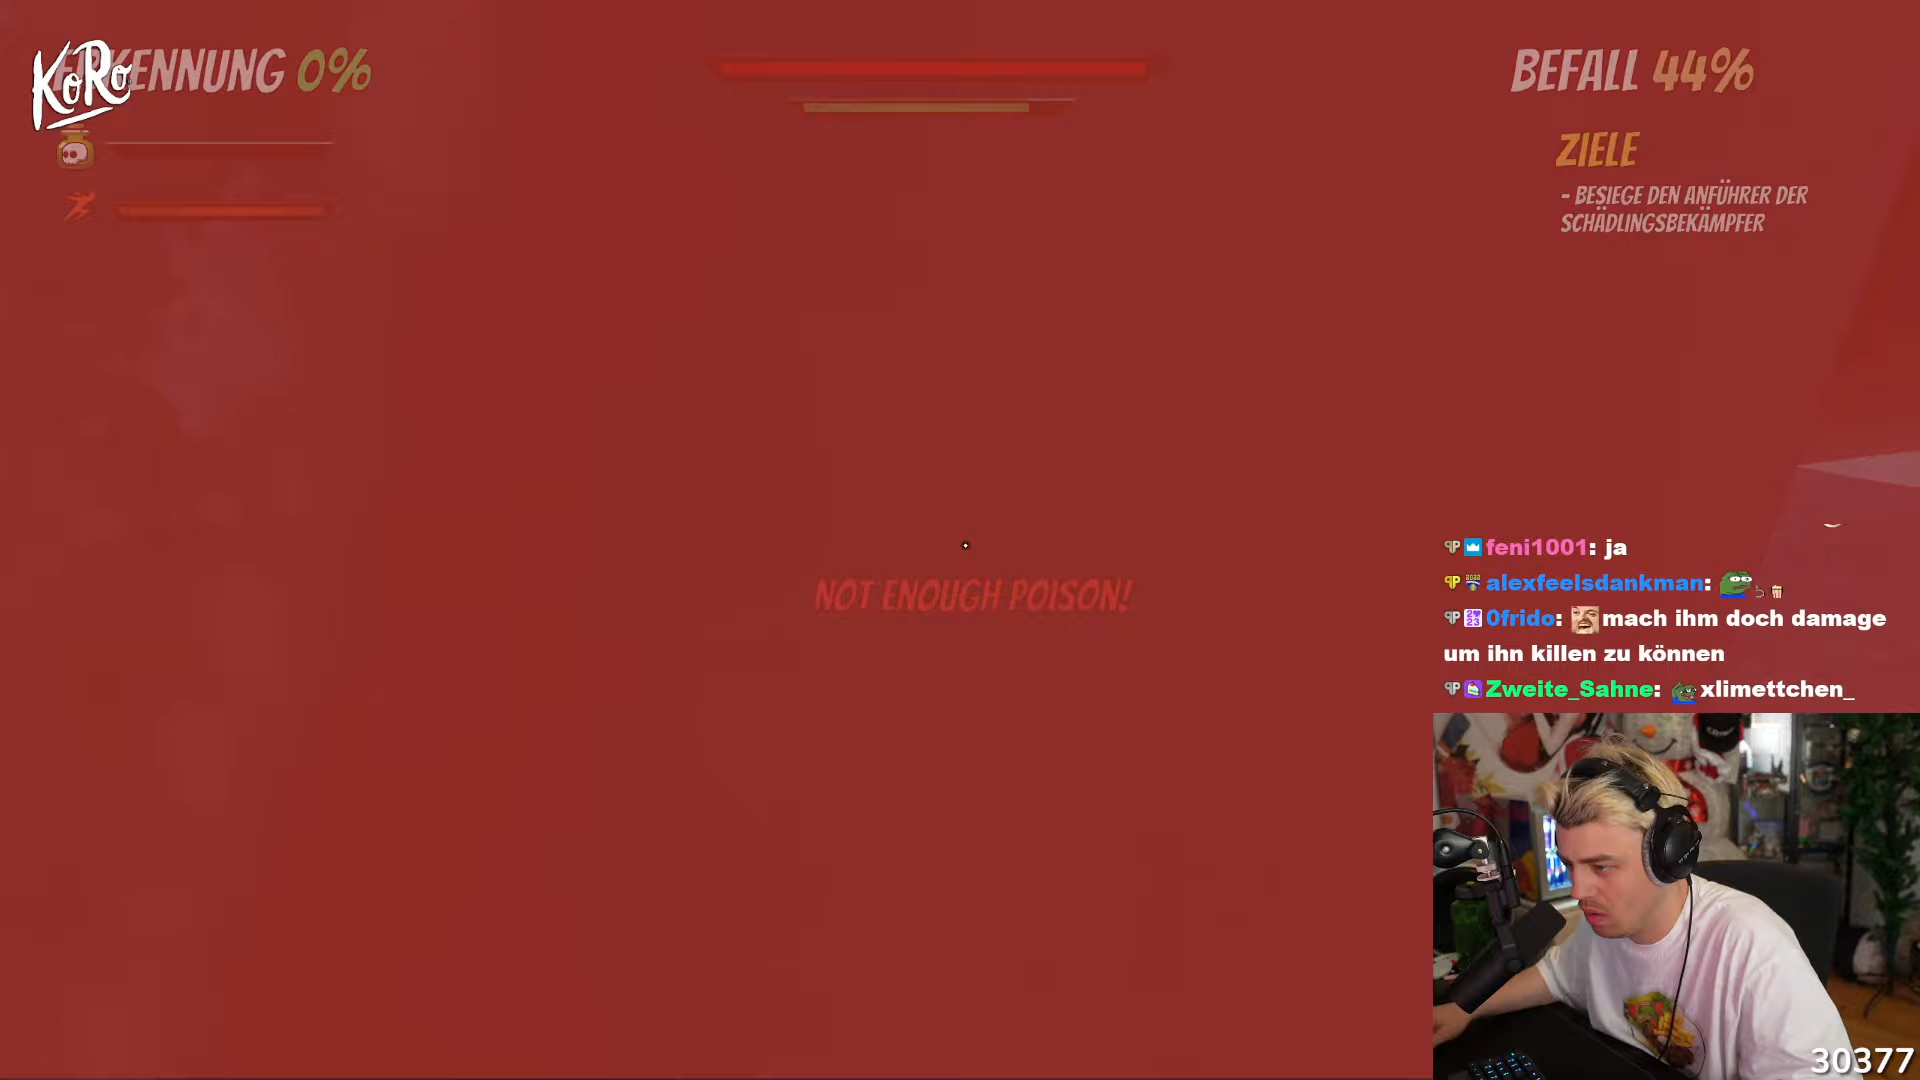 KoRo
ERKENNUNG 0%
BEFALL 44%
ZIELE
- BESIEGE DEN ANFÜHRER DER
SCHÄDLINGSBEKÄMPFER
NOT ENOUGH POISON!
feni1001: ja
alexfeelsdankman:
0frido: mach ihm doch damage
um ihn killen zu können
Zweite_Sahne: xlimettchen_
30377